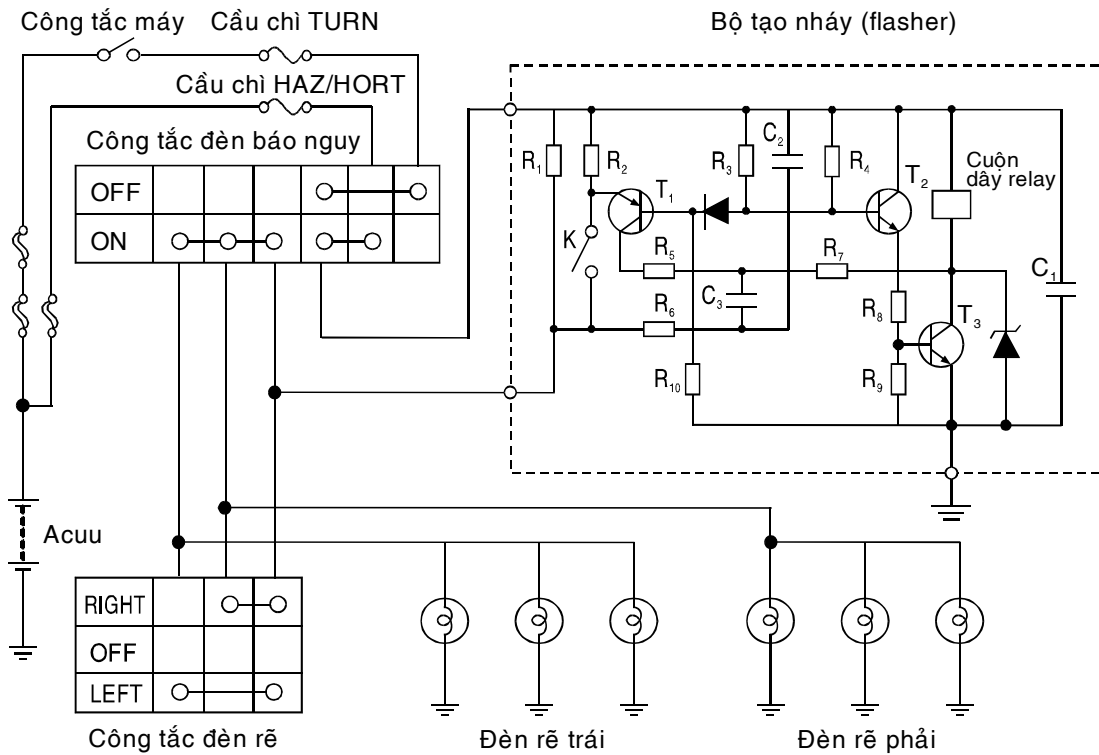 Công tắc máy
Cầu chì TURN
Bộ tạo nháy (flasher)
Cầu chì HAZ/HORT
Công tắc đèn báo nguy
OFF
ON
R1
R2
T1
R3
C2
R4
T2
Cuộn
dây relay
K
R5
R7
C3
R6
R8
T3
C1
R10
R9
Acuu
RIGHT
OFF
LEFT
Công tắc đèn rẽ
Đèn rẽ trái
Đèn rẽ phải